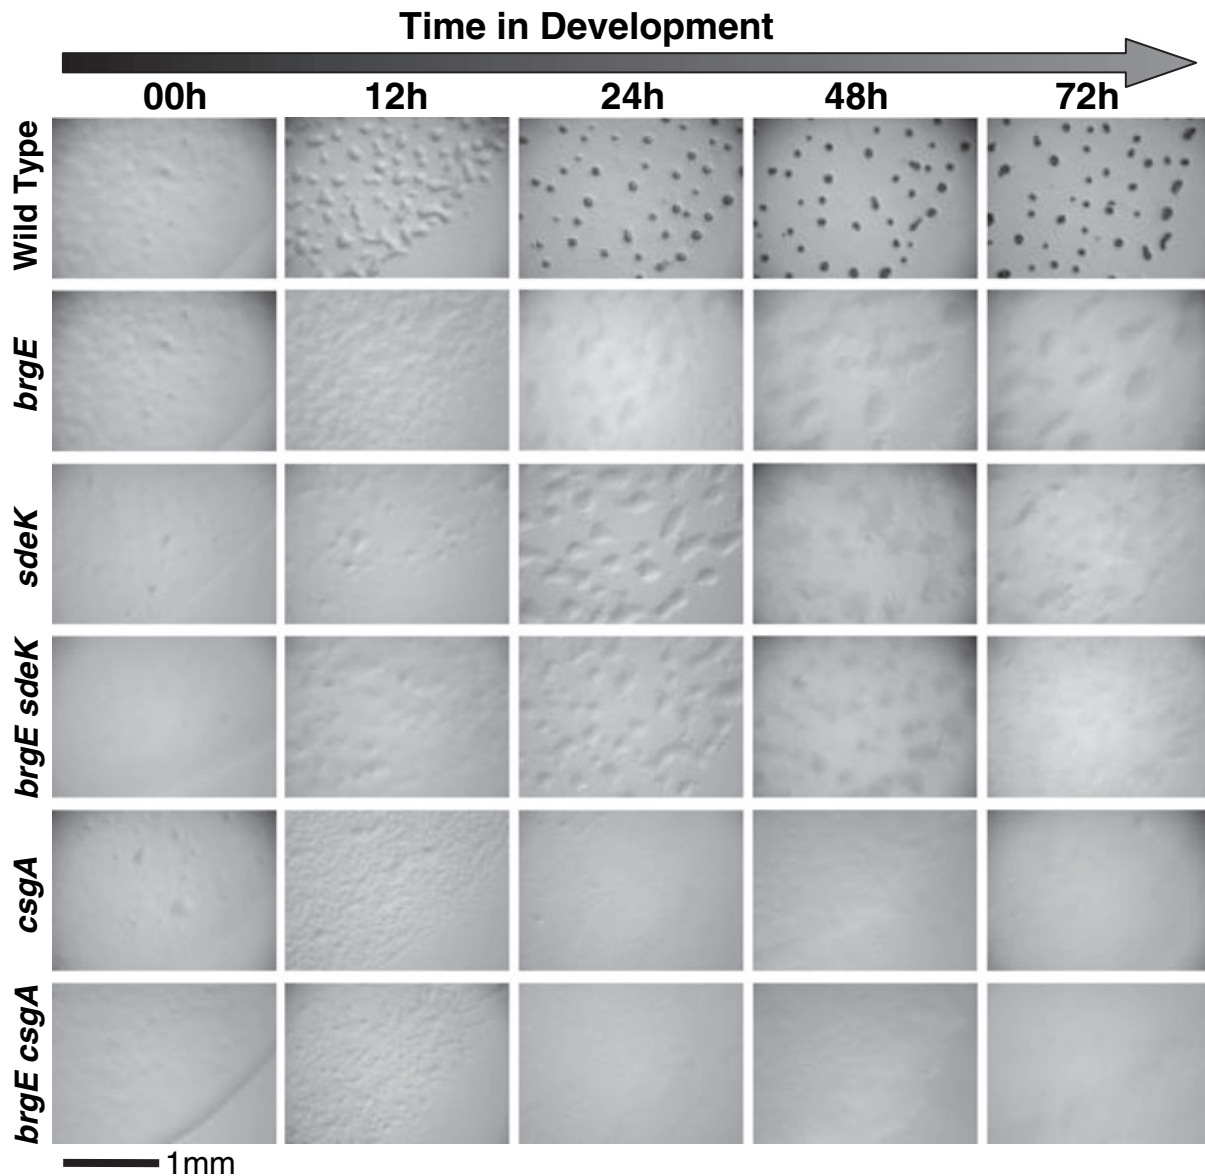 Time in Development
00h 12h 24h 48h 72h
Wild Type
brgE
sdeK
brgE sdeK
csgA
brgE csgA
1mm